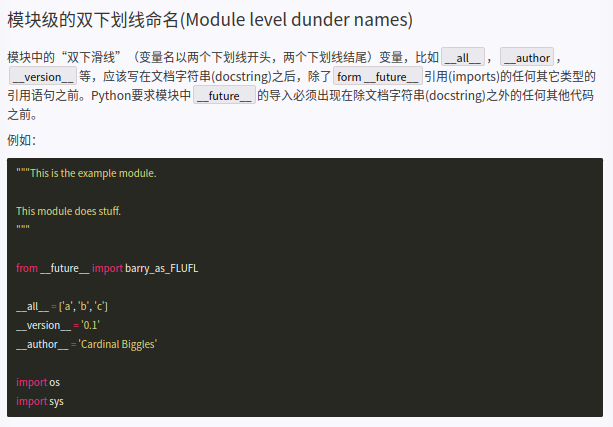 模块级的双下划线命名(Module level dunder names)
模块中的“双下滑线”（变量名以两个下划线开头，两个下划线结尾）变量，比如 __all__ ， __author ，
__version__ 等，应该写在文档字符串(docstring)之后，除了 form __future__ 引用(imports)的任何其它类型的
引用语句之前。Python要求模块中 __future__ 的导入必须出现在除文档字符串(docstring)之外的任何其他代码
之前。
例如：
"""This is the example module.
This module does stuff.
"""
from __future__ import barry_as_FLUFL
__all__ = ['a', 'b', 'c']
__version__ = '0.1'
__author__ = 'Cardinal Biggles'
import os
import sys